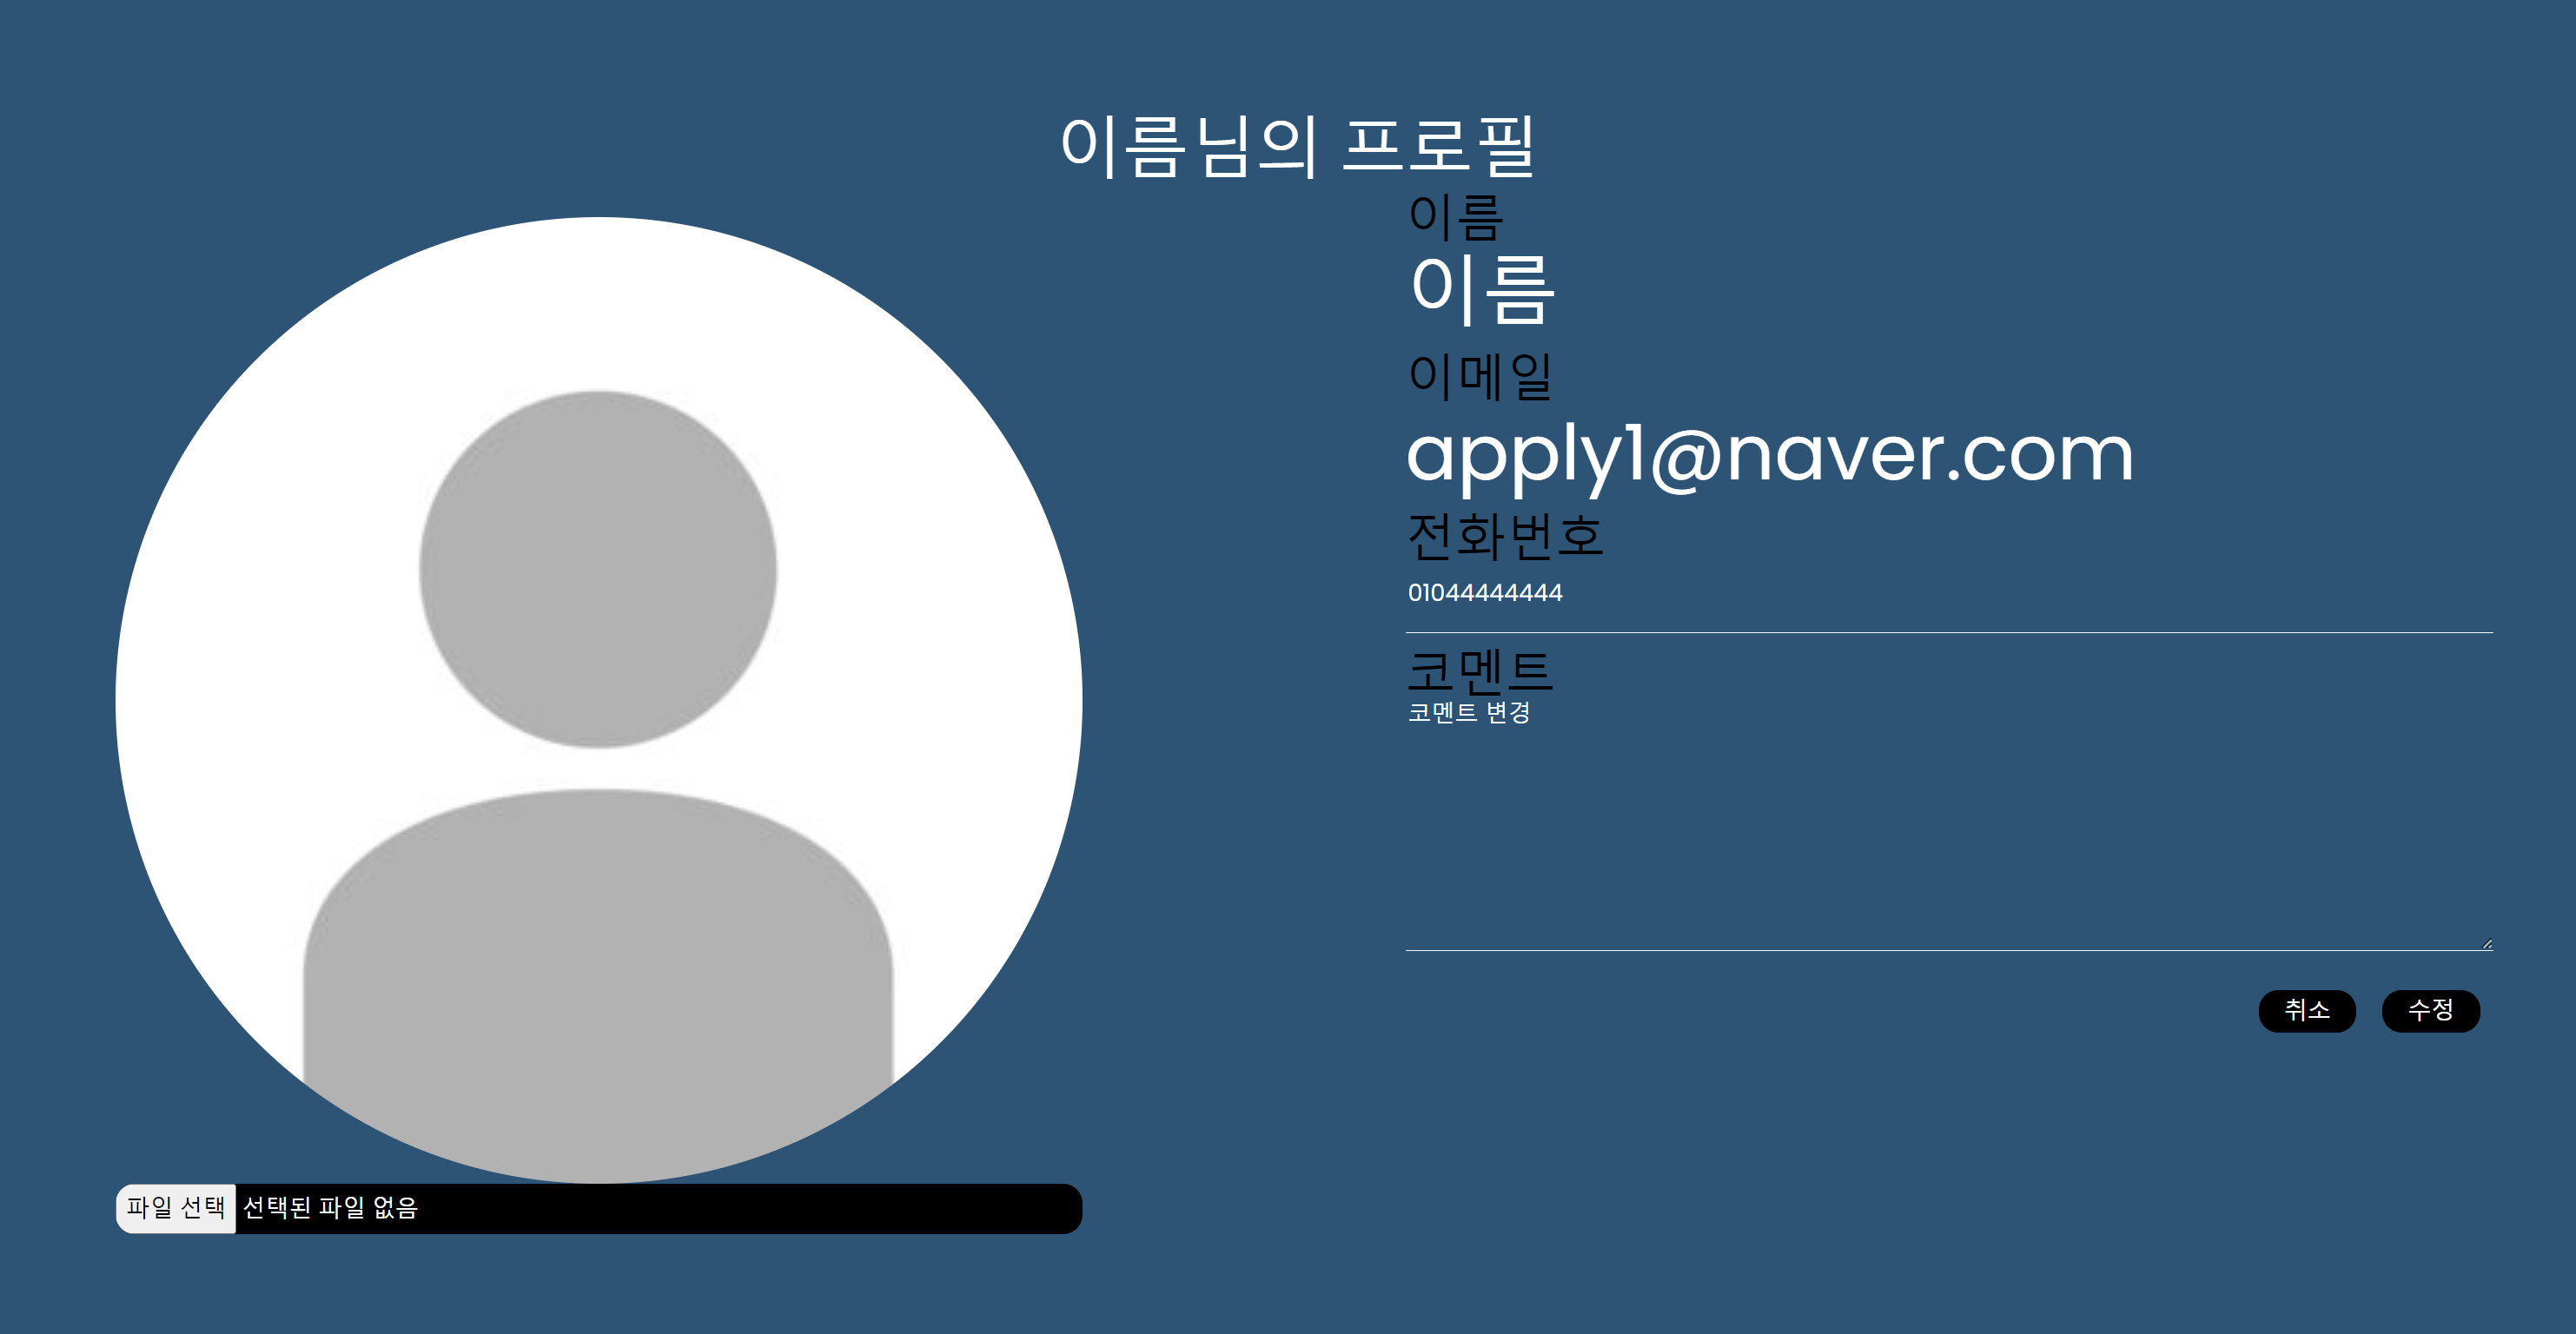 이름님의 프로필
이름
이름
이메일
apply1@naver.com
전화번호
01044444444
코멘트
코멘트 변경
취소 수정
파일 선택 선택된 파일 없음